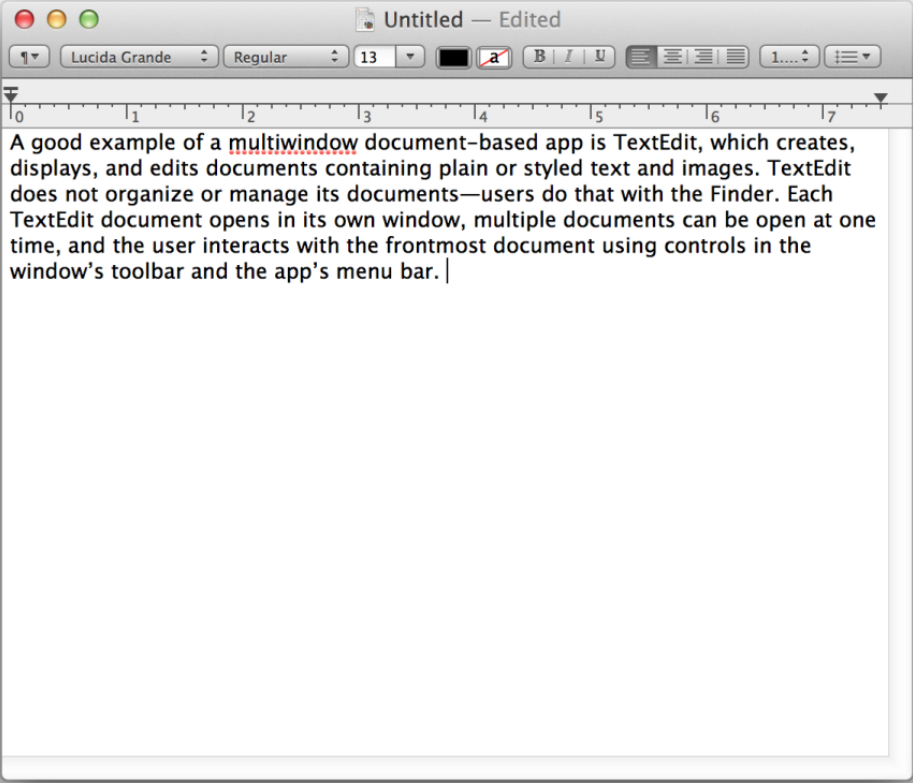 Untitled — Edited
¶ Lucida Grande Regular 13 a B I U 1....
0 1 2 3 4 5 6 7
A good example of a multiwindow document-based app is TextEdit, which creates,
displays, and edits documents containing plain or styled text and images. TextEdit
does not organize or manage its documents—users do that with the Finder. Each
TextEdit document opens in its own window, multiple documents can be open at one
time, and the user interacts with the frontmost document using controls in the
window’s toolbar and the app’s menu bar.